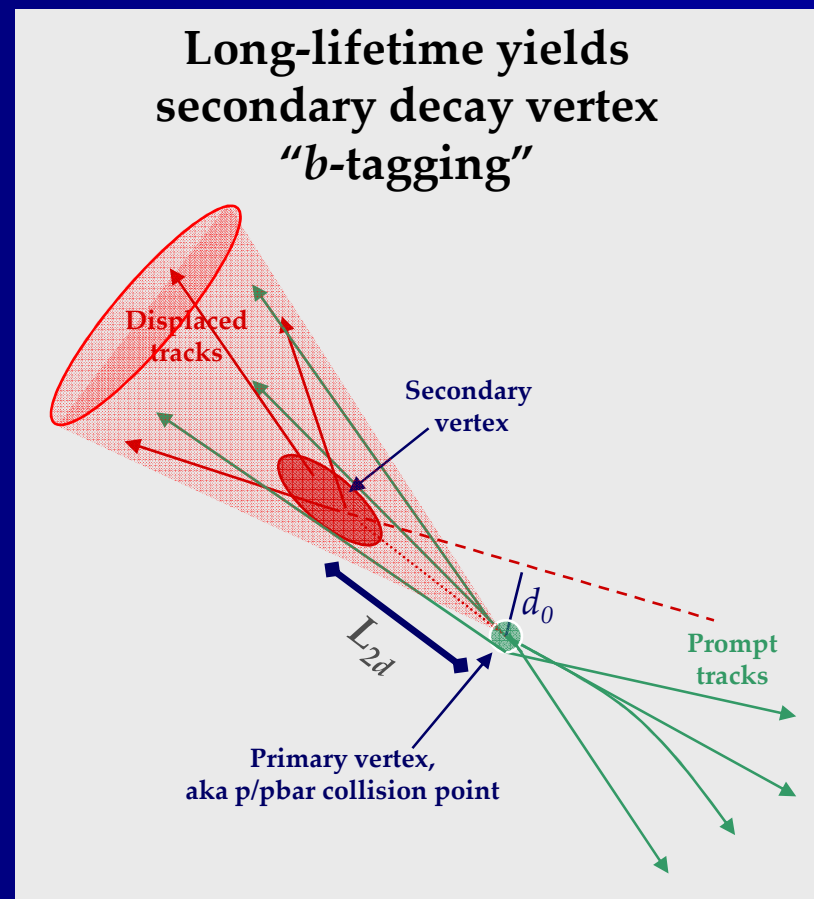 Long-lifetime yields
secondary decay vertex
“b-tagging”
Displaced
tracks
Secondary
vertex
d0
L2d
Prompt
tracks
Primary vertex,
aka p/pbar collision point